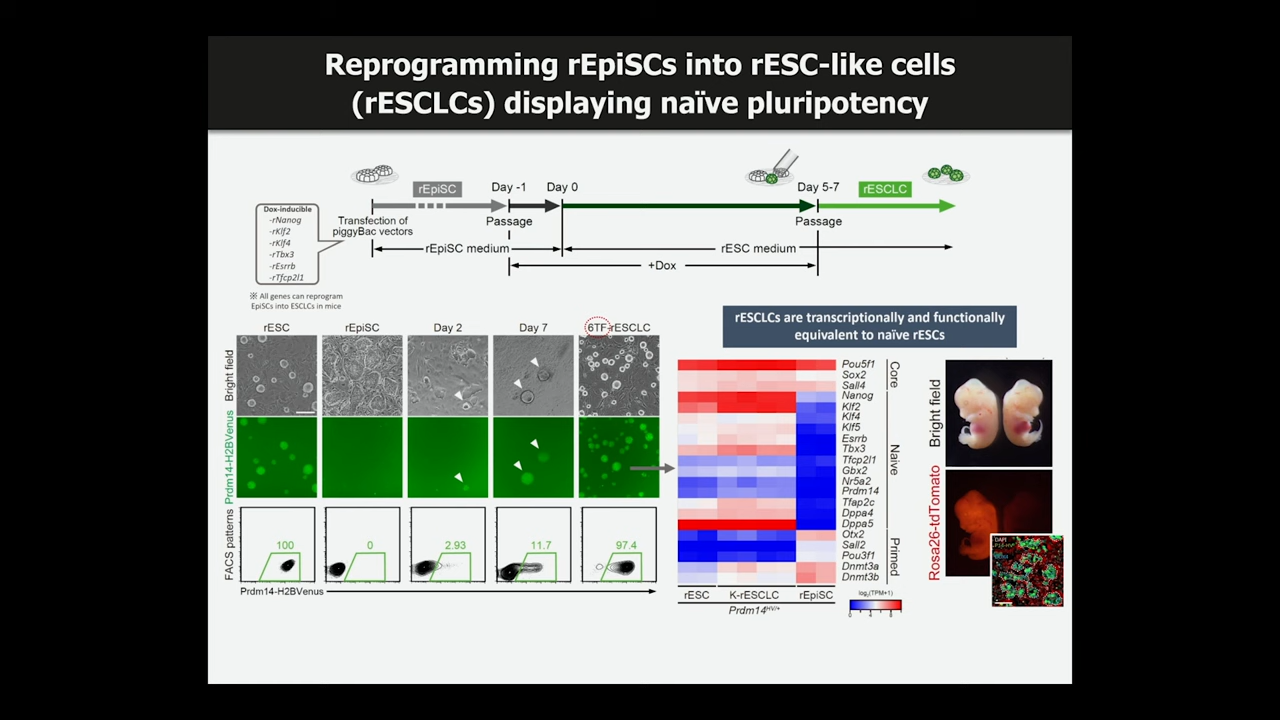 Reprogramming rEpiSCs into rESC-like cells
(rESCLCs) displaying naïve pluripotency
rEpiSC
Day -1
Day 0
Day 5-7
rESCLC
Dox-inducible
-rNanog
-rKlf2
-rKlf4
-rTbx3
-rEsrrb
-rTfcp2l1
Transfection of
piggyBac vectors
Passage
Passage
rEpiSC medium
rESC medium
+Dox
※ All genes can reprogram
EpiSCs into ESCLCs in mice
rESC
rEpiSC
Day 2
Day 7
6TF-rESCLC
Bright field
Prdm14-H2BVenus
FACS patterns
100
0
2.93
11.7
97.4
Prdm14-H2BVenus
rESCLCs are transcriptionally and functionally
equivalent to naïve rESCs
Pou5f1
Sox2
Sall4
Nanog
Klf2
Klf4
Klf5
Esrrb
Tbx3
Tfcp2l1
Gbx2
Nr5a2
Prdm14
Tfap2c
Dppa4
Dppa5
Otx2
Sall2
Pou3f1
Dnmt3a
Dnmt3b
Core
Naive
Primed
rESC
K-rESCLC
rEpiSC
Prdm14HV/+
log2(TPM+1)
0 4 8
Bright field
Rosa26-tdTomato
DAPI